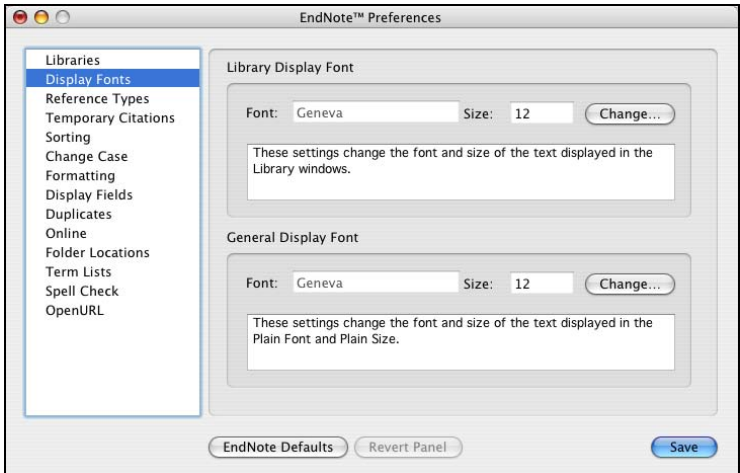 EndNote™ Preferences
Libraries
Display Fonts
Reference Types
Temporary Citations
Sorting
Change Case
Formatting
Display Fields
Duplicates
Online
Folder Locations
Term Lists
Spell Check
OpenURL
Library Display Font
Font: Geneva Size: 12 Change...
These settings change the font and size of the text displayed in the
Library windows.
General Display Font
Font: Geneva Size: 12 Change...
These settings change the font and size of the text displayed in the
Plain Font and Plain Size.
EndNote Defaults Revert Panel Save